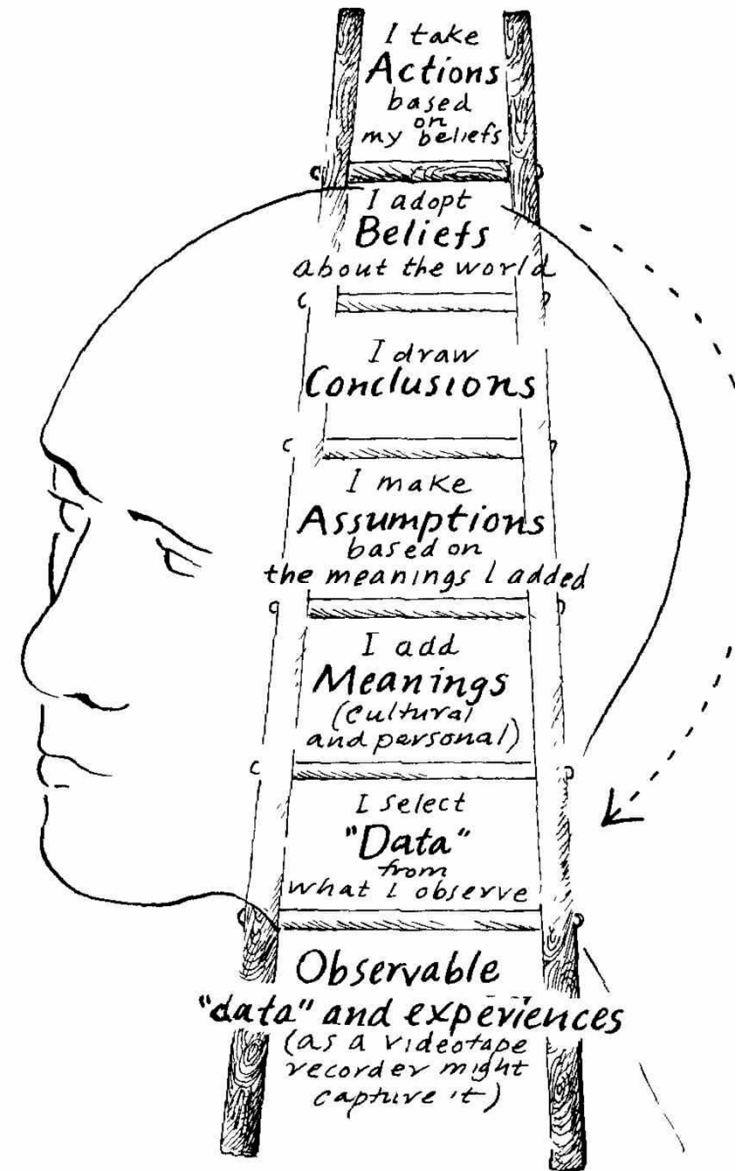 I take
Actions
based
on
my beliefs
I adopt
Beliefs
about the world
I draw
Conclusions
I make
Assumptions
based on
the meanings I added
I add
Meanings
(cultural
and personal)
I select
"Data"
from
what I observe
Observable
"data" and experiences
(as a videotape
recorder might
capture it)